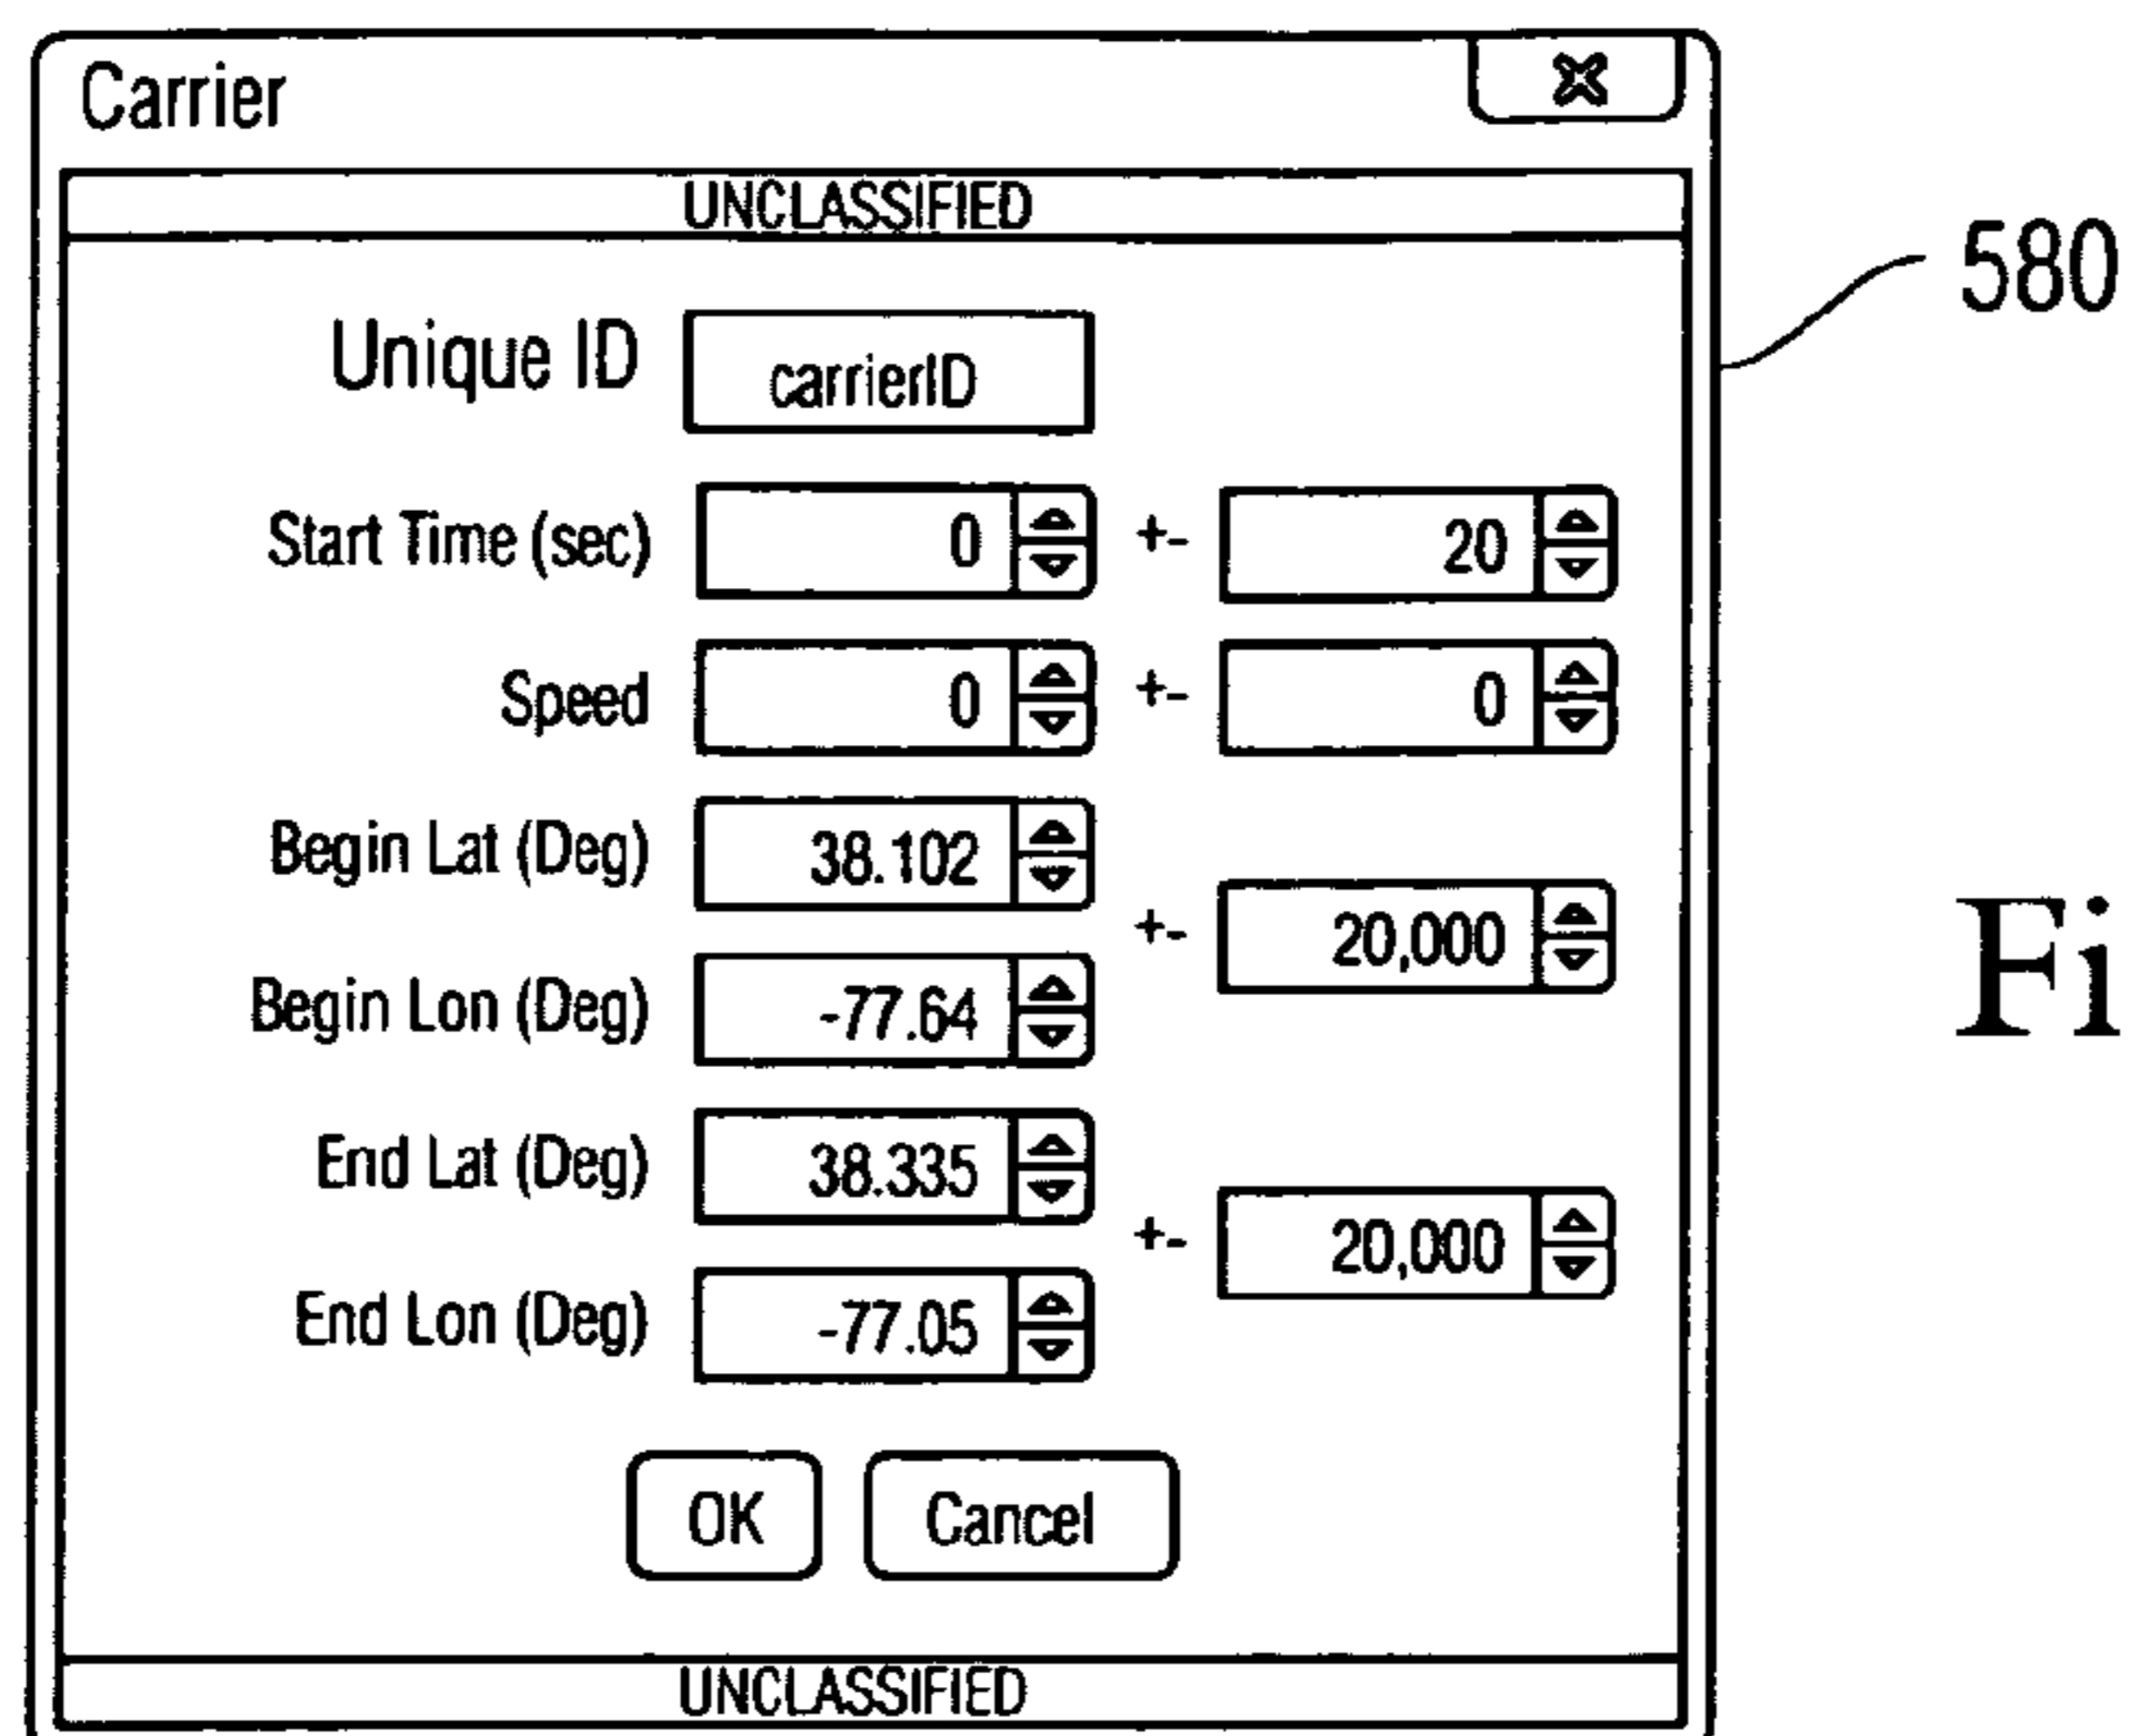 Carrier
UNCLASSIFIED
580
Unique ID carrierID
Start Time (sec) 0 +- 20
Speed 0 +- 0
Begin Lat (Deg) 38.102
+- 20,000
Begin Lon (Deg) -77.64
End Lat (Deg) 38.335
+- 20,000
End Lon (Deg) -77.05
OK Cancel
UNCLASSIFIED
Fi